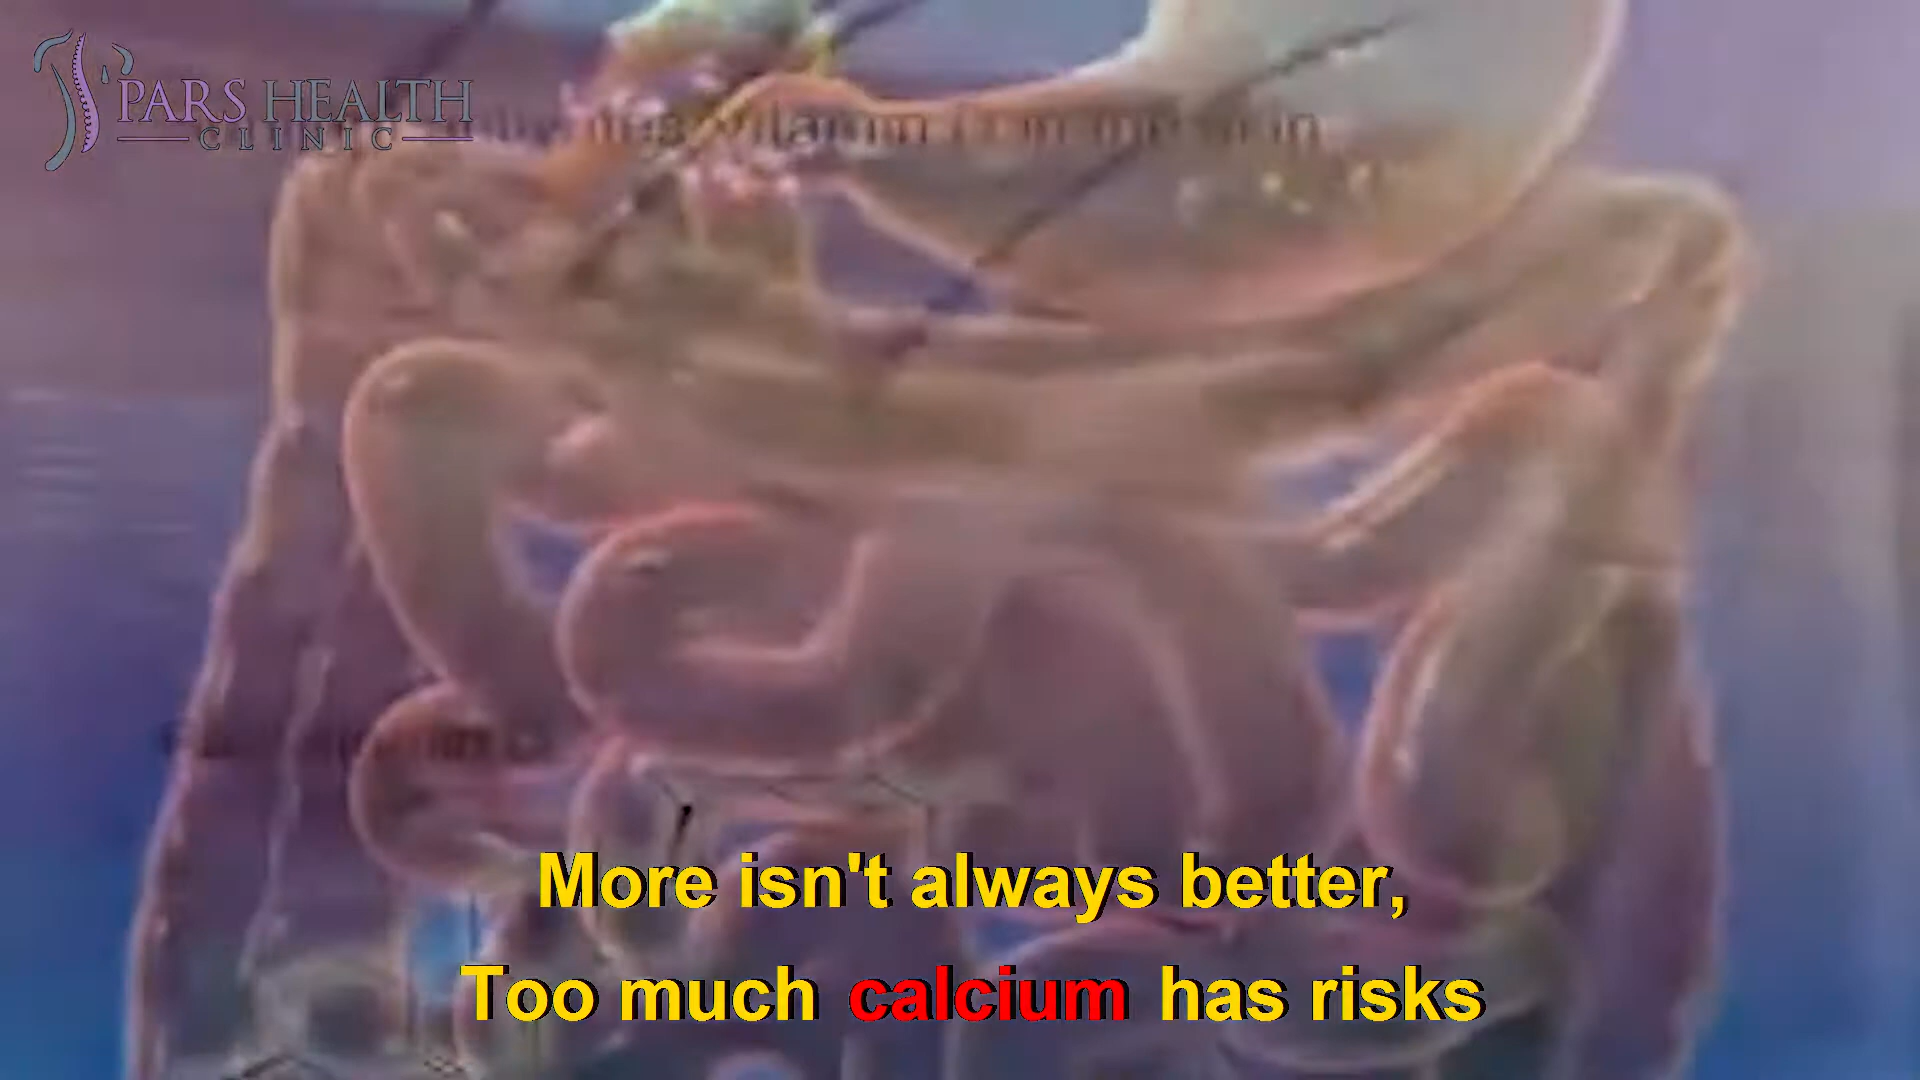 PARS HEALTH
CLINIC
More isn't always better,
Too much calcium has risks